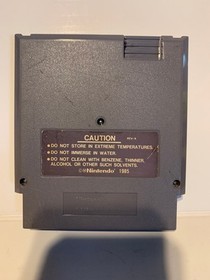 CAUTION
● DO NOT STORE IN EXTREME TEMPERATURES.
● DO NOT IMMERSE IN WATER.
● DO NOT CLEAN WITH BENZENE, THINNER,
ALCOHOL OR OTHER SUCH SOLVENTS.
©Nintendo 1985